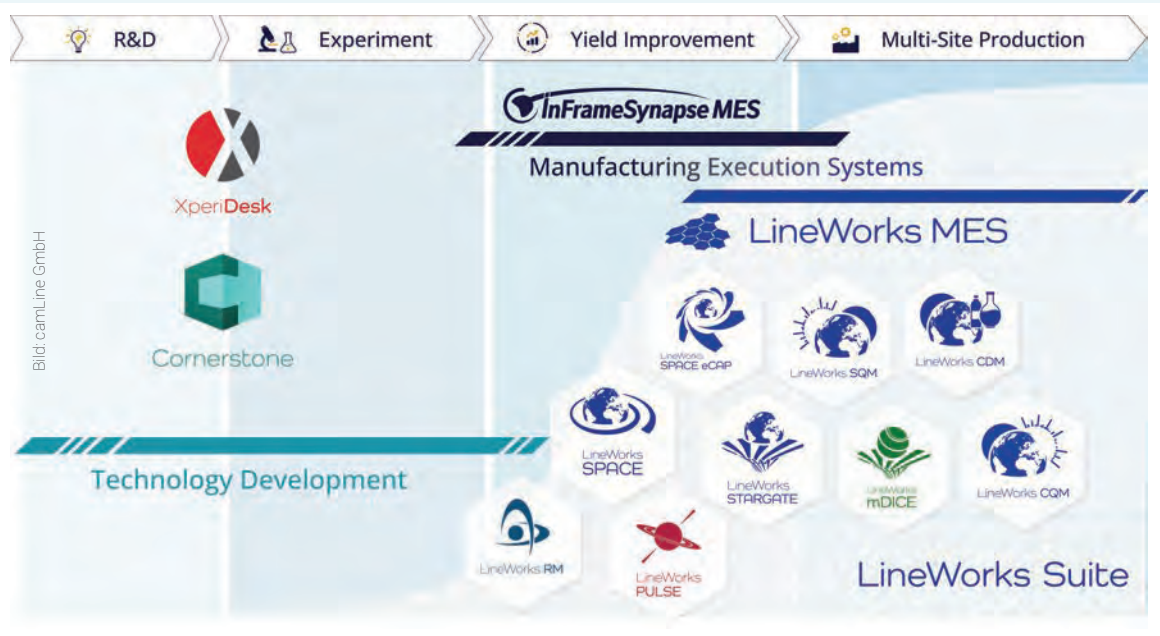 R&D
Experiment
Yield Improvement
Multi-Site Production
InFrameSynapse MES
Manufacturing Execution Systems
XperiDesk
LineWorks MES
Bild: camLine GmbH
Cornerstone
LineWorks
SPACE eCAP
LineWorks SQM
LineWorks CDM
LineWorks
SPACE
LineWorks
STARGATE
LineWorks
mDICE
LineWorks CQM
Technology Development
LineWorks RM
LineWorks
PULSE
LineWorks Suite